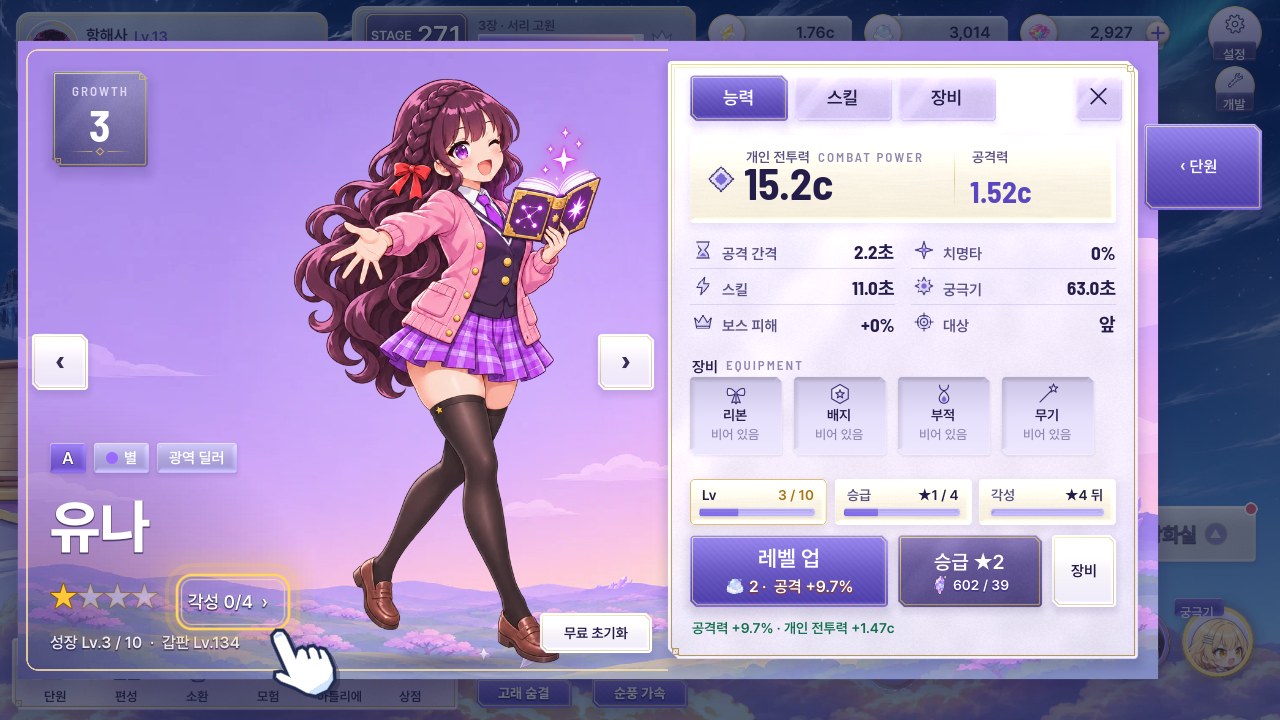 항해사 Lv.13
STAGE 271
3장 · 서리 고원
1.76c
3,014
2,927
설정
개발
GROWTH
3
능력
스킬
장비
‹ 단원
개인 전투력 COMBAT POWER
15.2c
공격력
1.52c
공격 간격 2.2초
치명타 0%
스킬 11.0초
궁극기 63.0초
보스 피해 +0%
대상 앞
장비 EQUIPMENT
리본
비어 있음
배지
비어 있음
부적
비어 있음
무기
비어 있음
A
별
광역 딜러
유나
각성 0/4 ›
성장 Lv.3 / 10 · 갑판 Lv.134
무료 초기화
Lv 3 / 10
승급 ★1 / 4
각성 ★4 뒤
레벨 업
2 · 공격 +9.7%
승급 ★2
602 / 39
장비
공격력 +9.7% · 개인 전투력 +1.47c
궁극기
단원
편성
소환
모험
아틀리에
상점
고래 숨결
순풍 가속